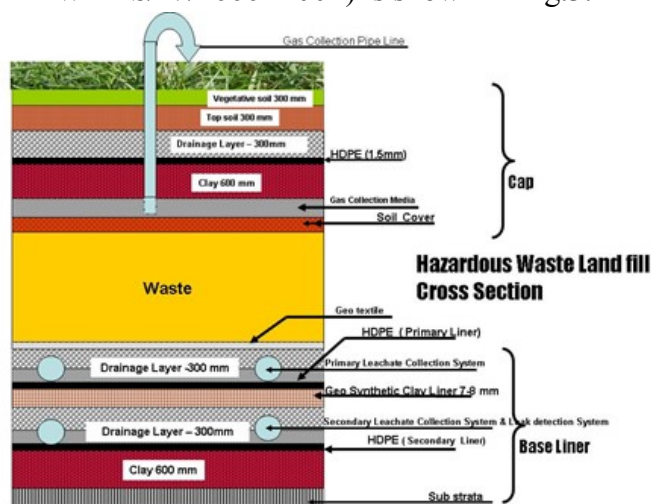 Gas Collection Pipe Line
Vegetative soil 300 mm
Top soil 300 mm
Drainage Layer – 300mm
HDPE (1.5mm)
Clay 600 mm
Cap
Gas Collection Media
Soil Cover
Hazardous Waste Land fill
Cross Section
Waste
Geo textile
HDPE ( Primary Liner)
Drainage Layer -300 mm
Primary Leachate Collection System
Geo Synthetic Clay Liner 7-8 mm
Secondary Leachate Collection System & Leak detection System
Drainage Layer – 300mm
HDPE ( Secondary Liner)
Base Liner
Clay 600 mm
Sub strata